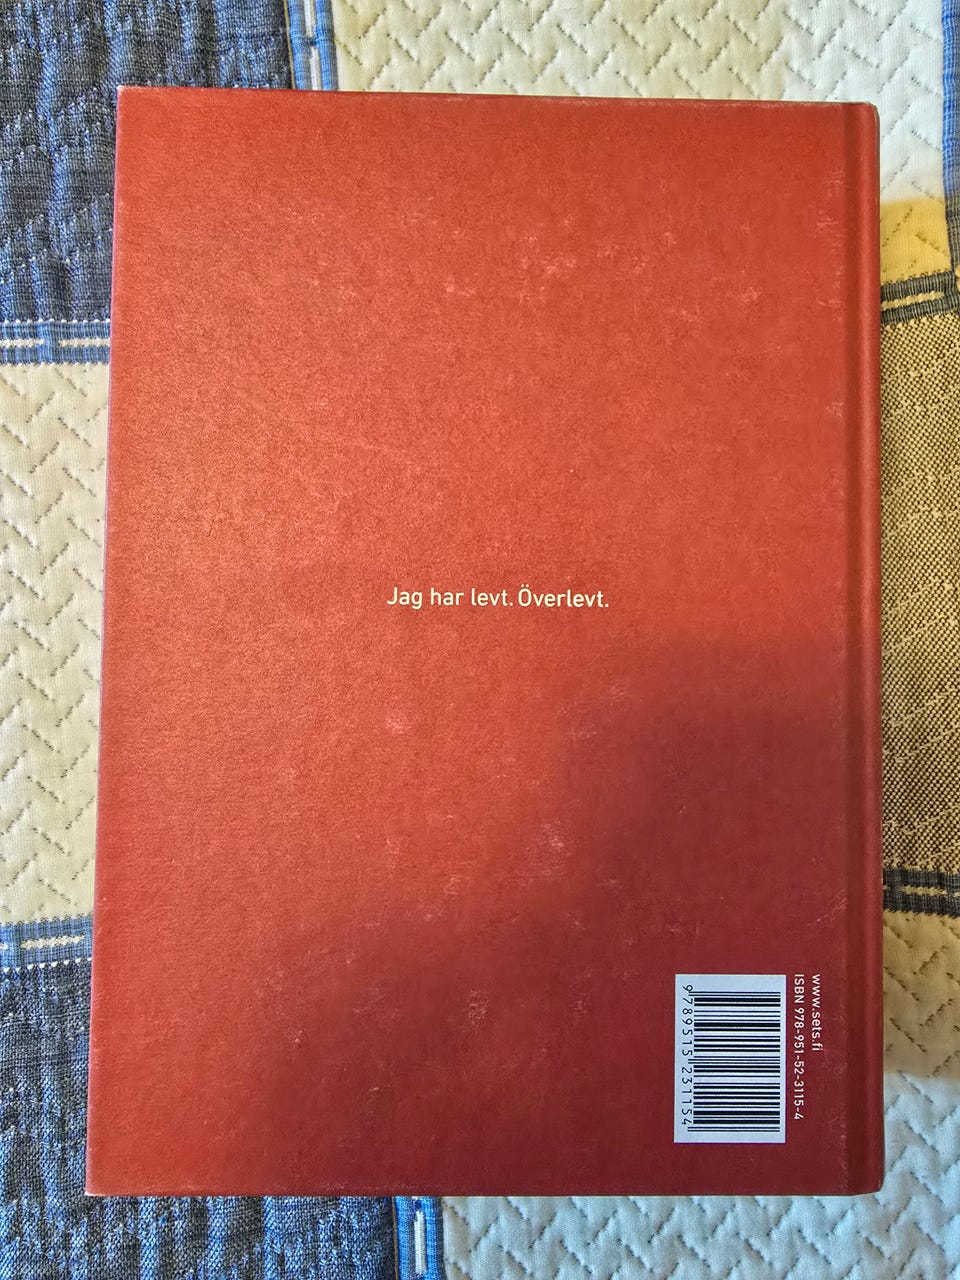 Jag har levt. Överlevt.
www.sets.fi
ISBN 978-951-52-3115-4
9789515231154